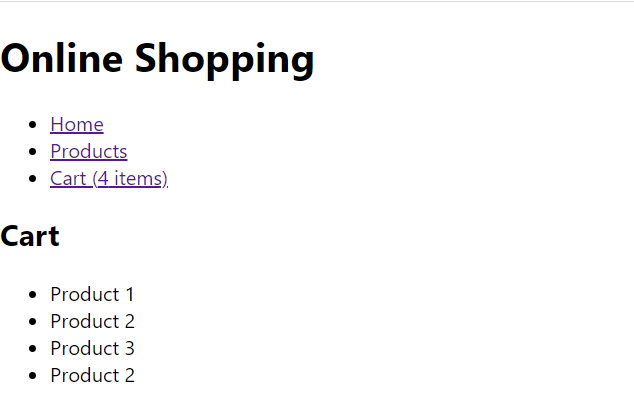 Online Shopping
Home
Products
Cart (4 items)
Cart
Product 1
Product 2
Product 3
Product 2